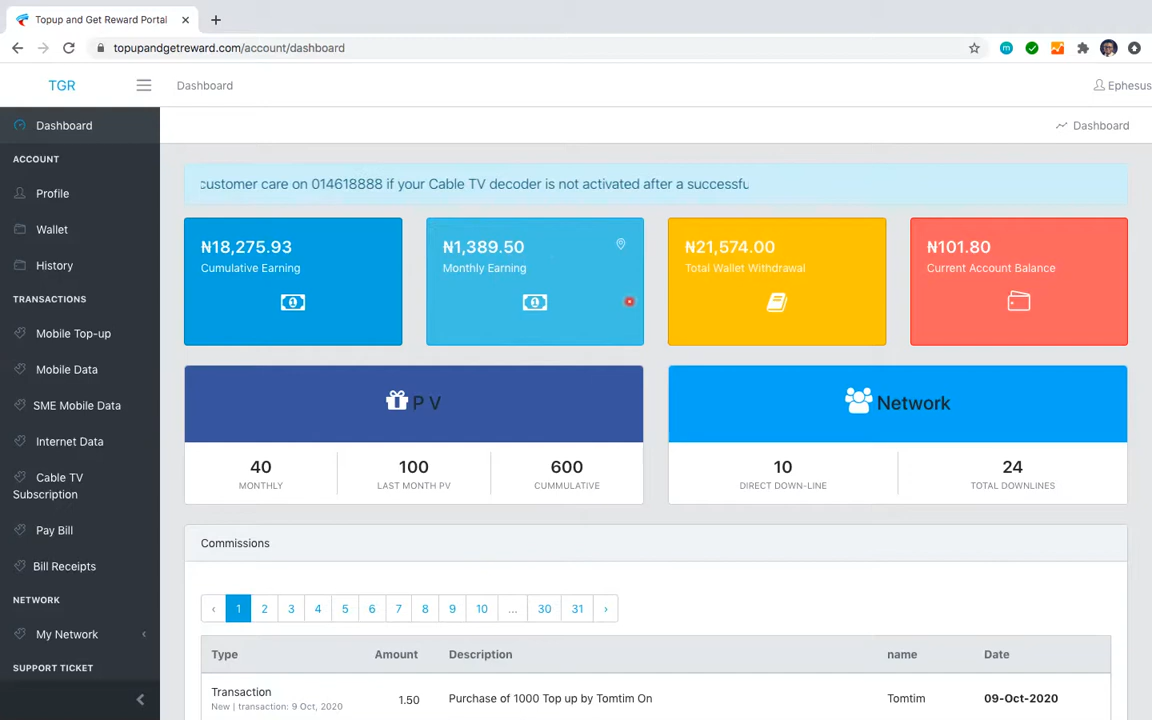 Topup and Get Reward Portal
topupandgetreward.com/account/dashboard
TGR
Dashboard
Ephesus
Dashboard
Dashboard
ACCOUNT
Profile
Wallet
History
TRANSACTIONS
Mobile Top-up
Mobile Data
SME Mobile Data
Internet Data
Cable TV
Subscription
Pay Bill
Bill Receipts
NETWORK
My Network
SUPPORT TICKET
customer care on 014618888 if your Cable TV decoder is not activated after a successfu
₦18,275.93
Cumulative Earning
₦1,389.50
Monthly Earning
₦21,574.00
Total Wallet Withdrawal
₦101.80
Current Account Balance
P V
40
MONTHLY
100
LAST MONTH PV
600
CUMMULATIVE
Network
10
DIRECT DOWN-LINE
24
TOTAL DOWNLINES
Commissions
‹ 1 2 3 4 5 6 7 8 9 10 ... 30 31 ›
Type Amount Description name Date
Transaction
New | transaction: 9 Oct, 2020
1.50 Purchase of 1000 Top up by Tomtim On Tomtim 09-Oct-2020